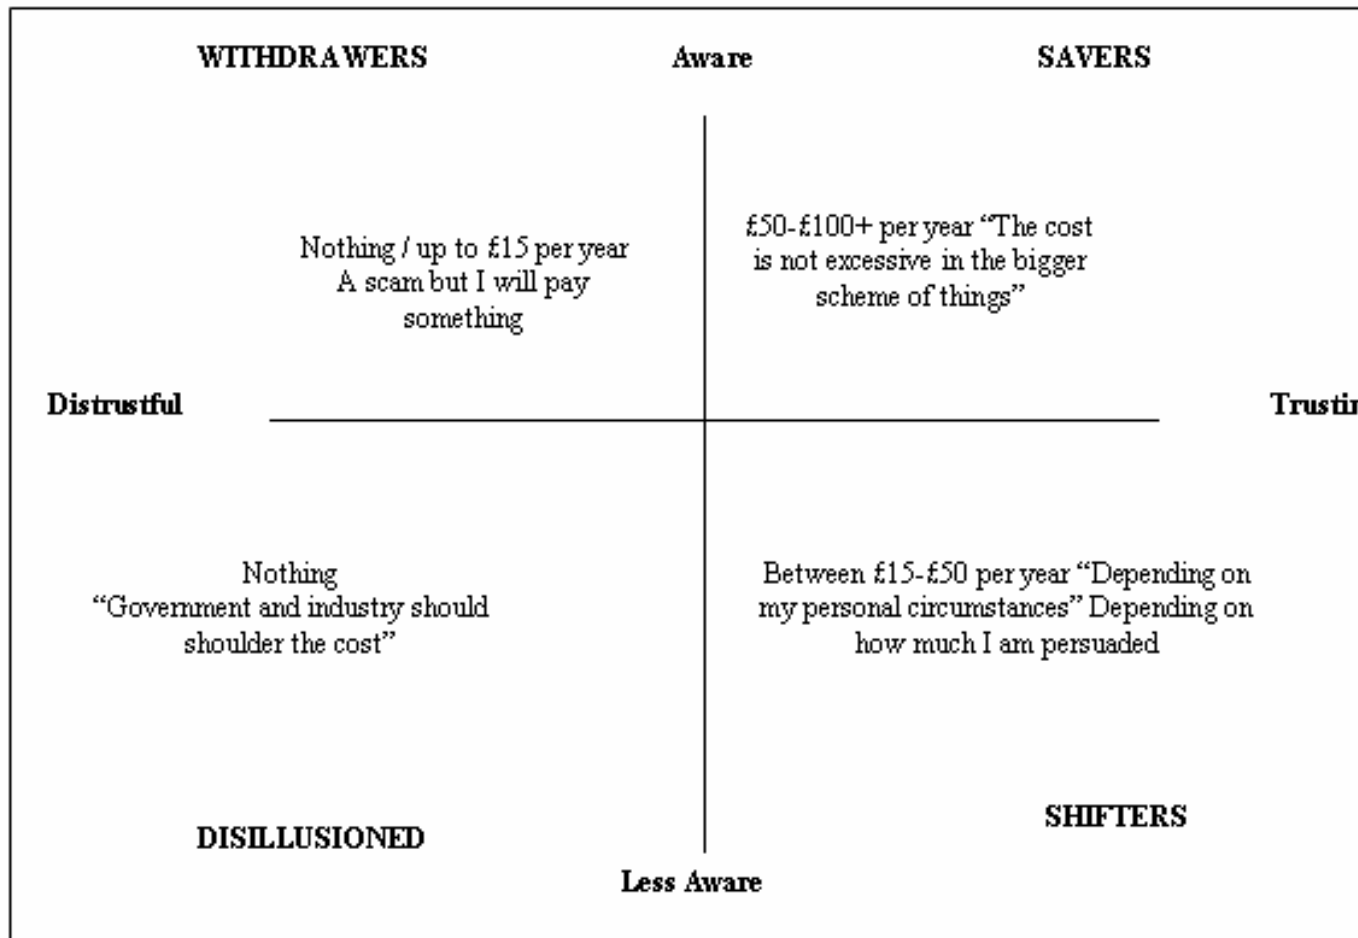 WITHDRAWERS
Aware
SAVERS
Nothing / up to £15 per year
A scam but I will pay
something
£50-£100+ per year “The cost
is not excessive in the bigger
scheme of things”
Distrustful
Trustin
Nothing
“Government and industry should
shoulder the cost”
Between £15-£50 per year “Depending on
my personal circumstances” Depending on
how much I am persuaded
DISILLUSIONED
SHIFTERS
Less Aware